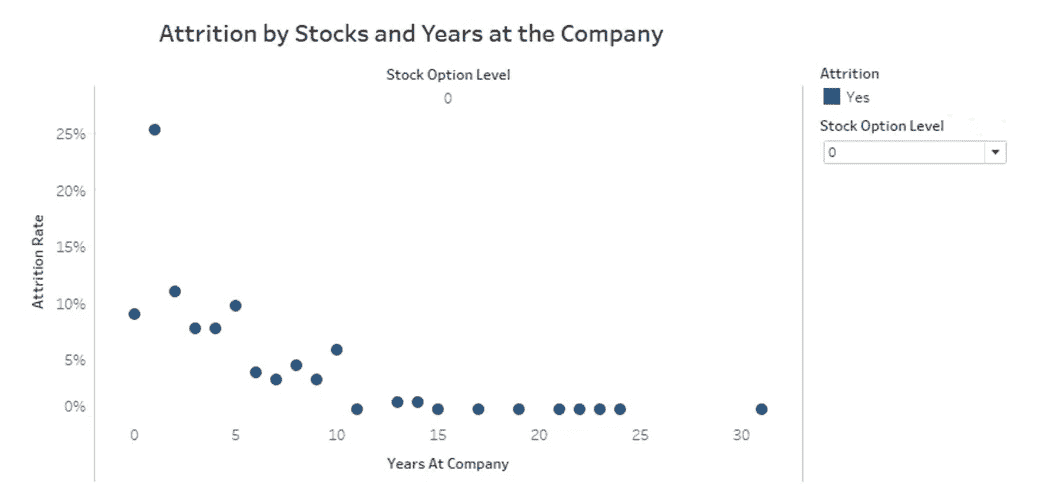 Attrition by Stocks and Years at the Company
Stock Option Level
0
25%
20%
15%
10%
5%
0%
Attrition Rate
0 5 10 15 20 25 30
Years At Company
Attrition
Yes
Stock Option Level
0